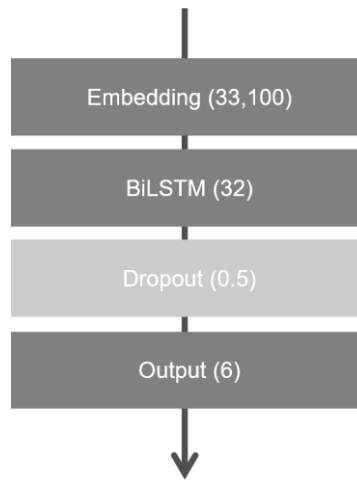 Embedding (33,100)
BiLSTM (32)
Dropout (0.5)
Output (6)